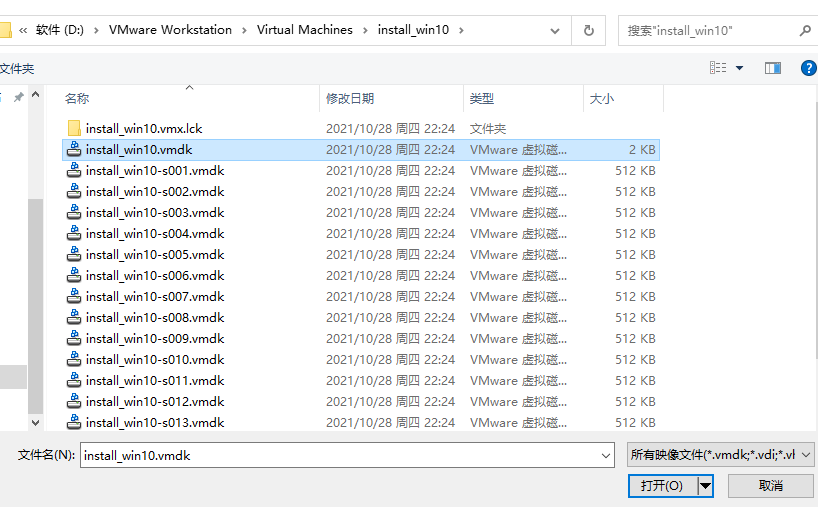 « 软件 (D:) > VMware Workstation > Virtual Machines > install_win10 >
搜索"install_win10"
文件夹
名称 修改日期 类型 大小
install_win10.vmx.lck 2021/10/28 周四 22:24 文件夹
install_win10.vmdk 2021/10/28 周四 22:24 VMware 虚拟磁... 2 KB
install_win10-s001.vmdk 2021/10/28 周四 22:24 VMware 虚拟磁... 512 KB
install_win10-s002.vmdk 2021/10/28 周四 22:24 VMware 虚拟磁... 512 KB
install_win10-s003.vmdk 2021/10/28 周四 22:24 VMware 虚拟磁... 512 KB
install_win10-s004.vmdk 2021/10/28 周四 22:24 VMware 虚拟磁... 512 KB
install_win10-s005.vmdk 2021/10/28 周四 22:24 VMware 虚拟磁... 512 KB
install_win10-s006.vmdk 2021/10/28 周四 22:24 VMware 虚拟磁... 512 KB
install_win10-s007.vmdk 2021/10/28 周四 22:24 VMware 虚拟磁... 512 KB
install_win10-s008.vmdk 2021/10/28 周四 22:24 VMware 虚拟磁... 512 KB
install_win10-s009.vmdk 2021/10/28 周四 22:24 VMware 虚拟磁... 512 KB
install_win10-s010.vmdk 2021/10/28 周四 22:24 VMware 虚拟磁... 512 KB
install_win10-s011.vmdk 2021/10/28 周四 22:24 VMware 虚拟磁... 512 KB
install_win10-s012.vmdk 2021/10/28 周四 22:24 VMware 虚拟磁... 512 KB
install_win10-s013.vmdk 2021/10/28 周四 22:24 VMware 虚拟磁... 512 KB
文件名(N): install_win10.vmdk 所有映像文件(*.vmdk;*.vdi;*.vl
打开(O) 取消